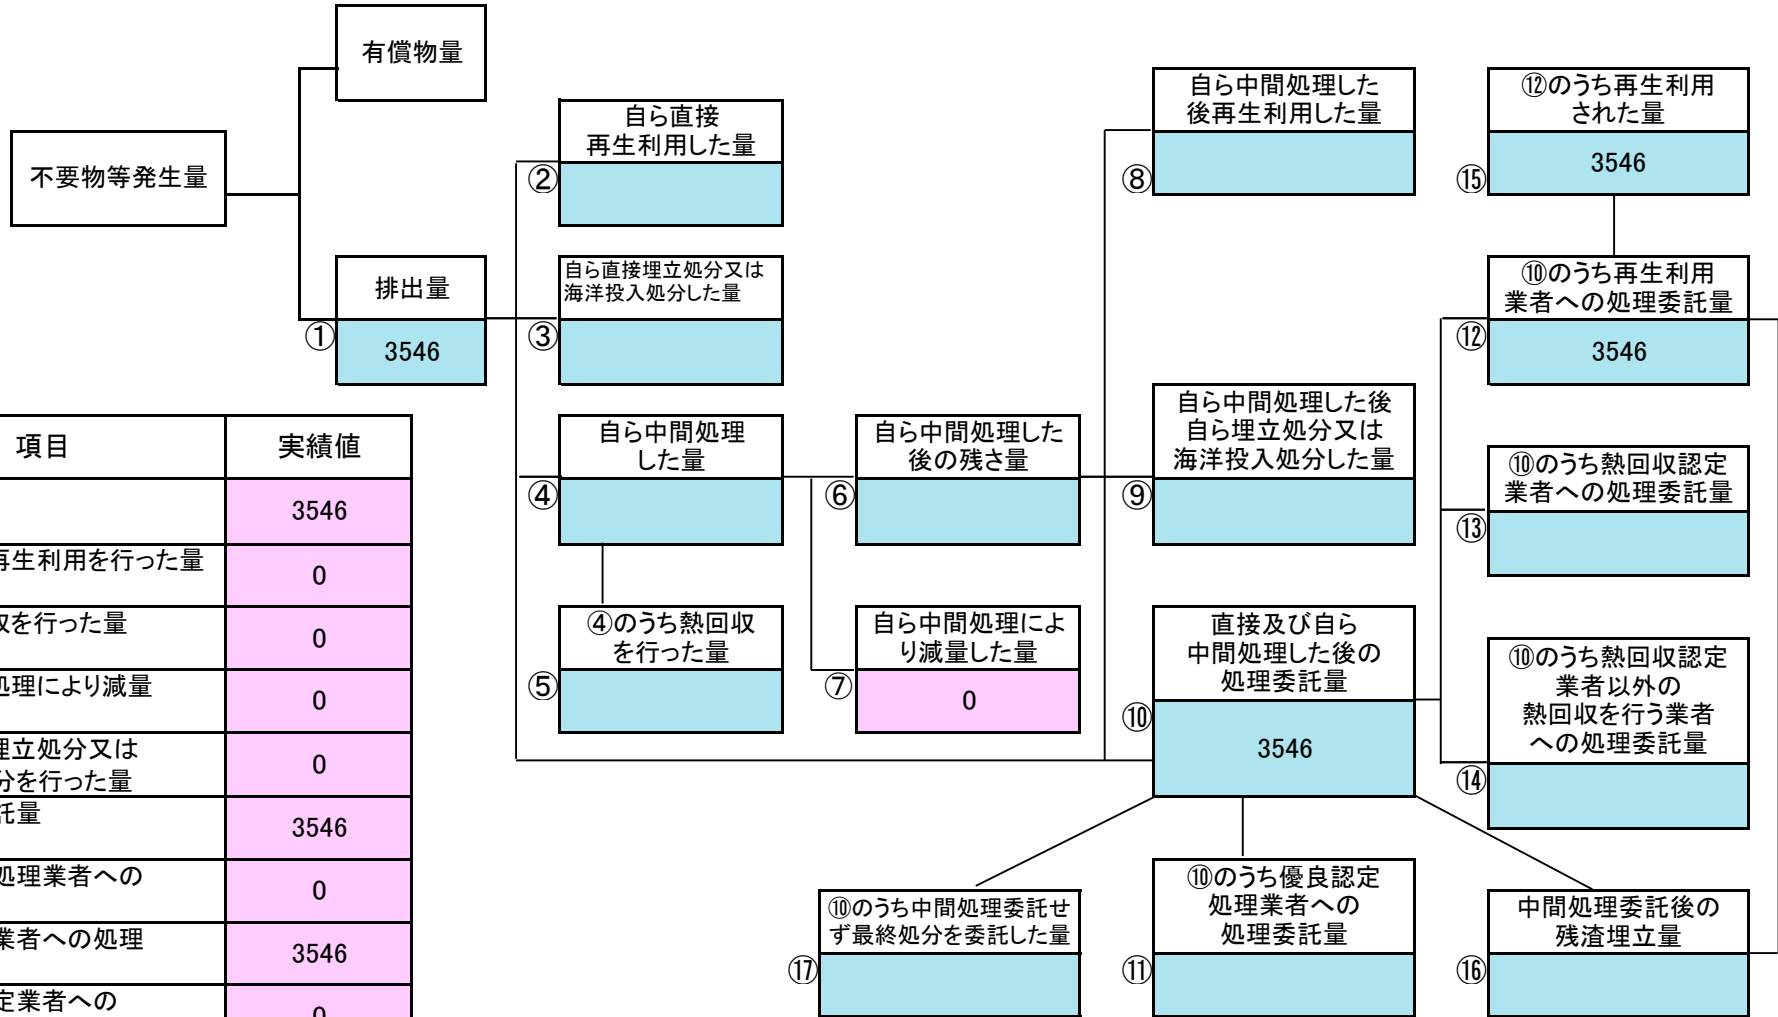 有償物量
不要物等発生量
排出量
①
3546
自ら直接
再生利用した量
②
自ら直接埋立処分又は
海洋投入処分した量
③
自ら中間処理
した量
④
④のうち熱回収
を行った量
⑤
自ら中間処理した
後の残さ量
⑥
自ら中間処理によ
り減量した量
⑦
0
自ら中間処理した
後再生利用した量
⑧
自ら中間処理した後
自ら埋立処分又は
海洋投入処分した量
⑨
直接及び自ら
中間処理した後の
処理委託量
⑩
3546
⑫のうち再生利用
された量
⑮
3546
⑩のうち再生利用
業者への処理委託量
⑫
3546
⑩のうち熱回収認定
業者への処理委託量
⑬
⑩のうち熱回収認定
業者以外の
熱回収を行う業者
への処理委託量
⑭
⑩のうち中間処理委託せ
ず最終処分を委託した量
⑰
⑩のうち優良認定
処理業者への
処理委託量
⑪
中間処理委託後の
残渣埋立量
⑯
項目
実績値
3546
再生利用を行った量
0
収を行った量
0
処理により減量
0
埋立処分又は
分を行った量
0
託量
3546
処理業者への
0
業者への処理
3546
定業者への
0